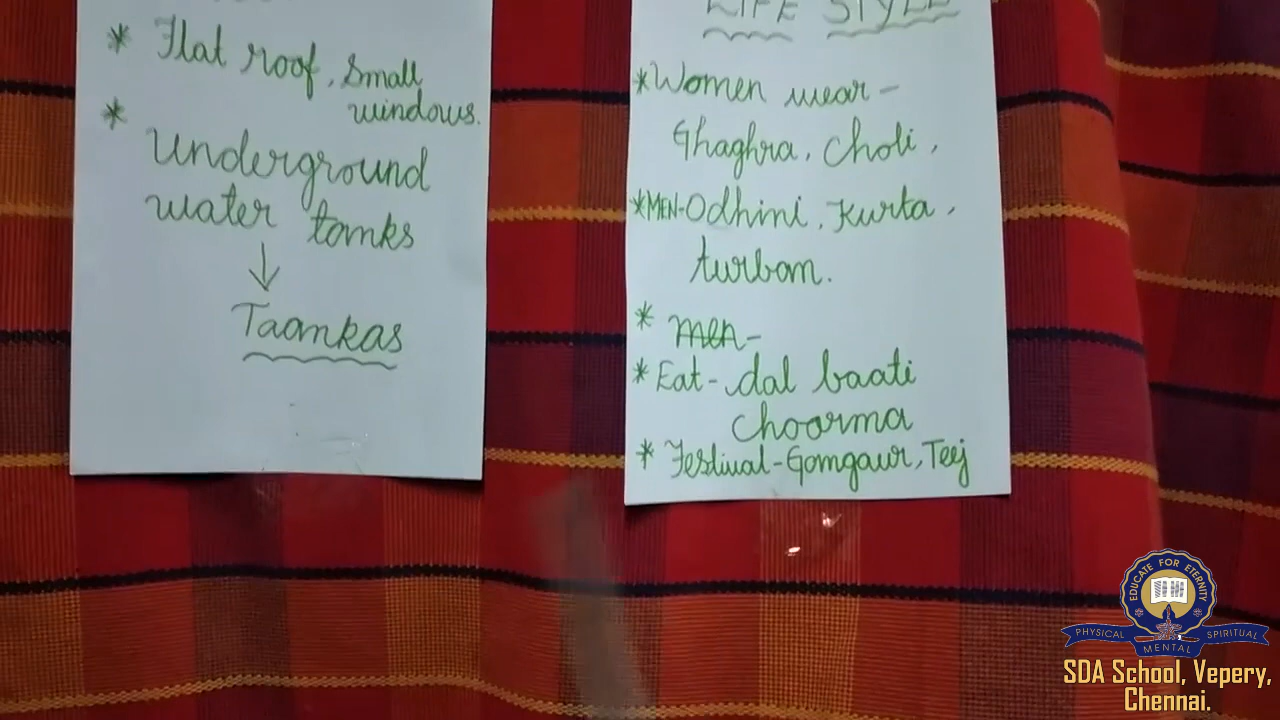 * Flat roof, Small
windows.
* Underground
water tanks
↓
Taankas
LIFE STYLE
* Women wear -
Ghaghra, Choli,
* MEN-Odhini, Kurta,
turban.
* men-
* Eat- dal baati
choorma
* Festival-Gomgaur, Teej
EDUCATE FOR ETERNITY
PHYSICAL
MENTAL
SPIRITUAL
SDA School, Vepery,
Chennai.